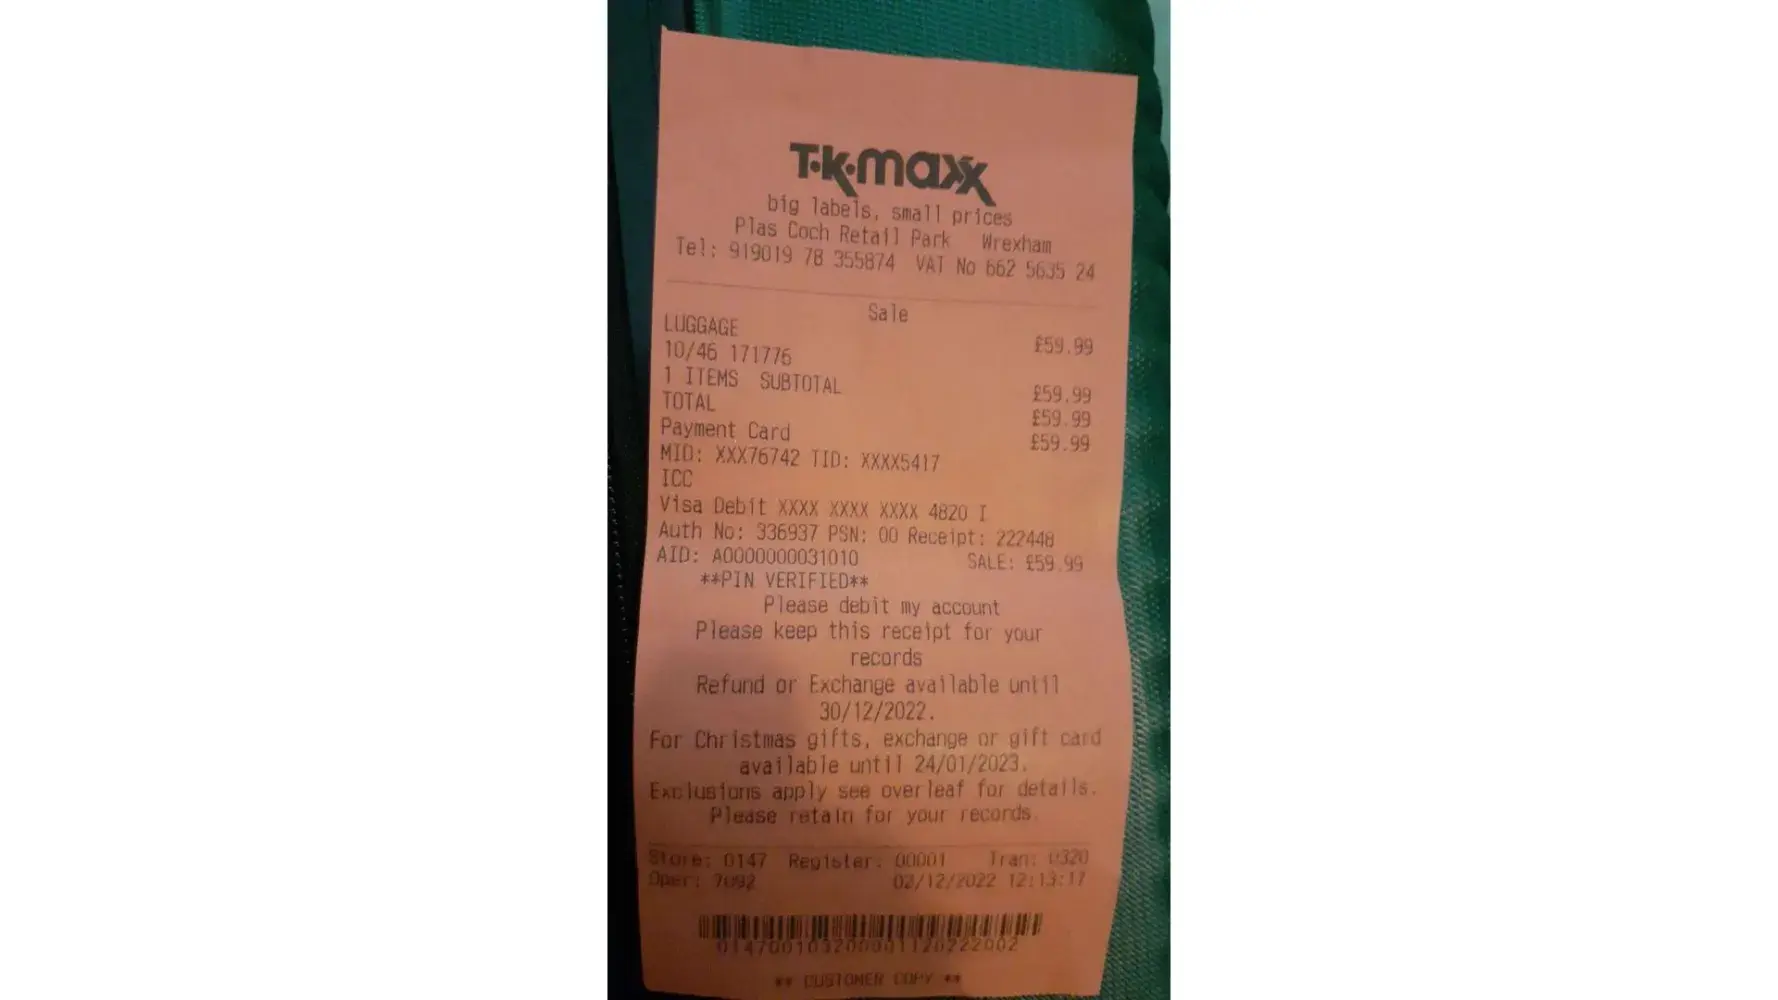 T·K·maxx
big labels, small prices
Plas Coch Retail Park Wrexham
Tel: 919019 78 355874 VAT No 662 5635 24
Sale
LUGGAGE
10/46 171776 £59.99
1 ITEMS SUBTOTAL £59.99
TOTAL £59.99
Payment Card £59.99
MID: XXX76742 TID: XXXX5417
ICC
Visa Debit XXXX XXXX XXXX 4820 I
Auth No: 336937 PSN: 00 Receipt: 222448
AID: A0000000031010 SALE: £59.99
**PIN VERIFIED**
Please debit my account
Please keep this receipt for your
records
Refund or Exchange available until
30/12/2022.
For Christmas gifts, exchange or gift card
available until 24/01/2023.
Exclusions apply see overleaf for details.
Please retain for your records.
Store: 0147 Register: 00001 Tran: 0320
Oper: 7092 02/12/2022 12:13:17
** CUSTOMER COPY **